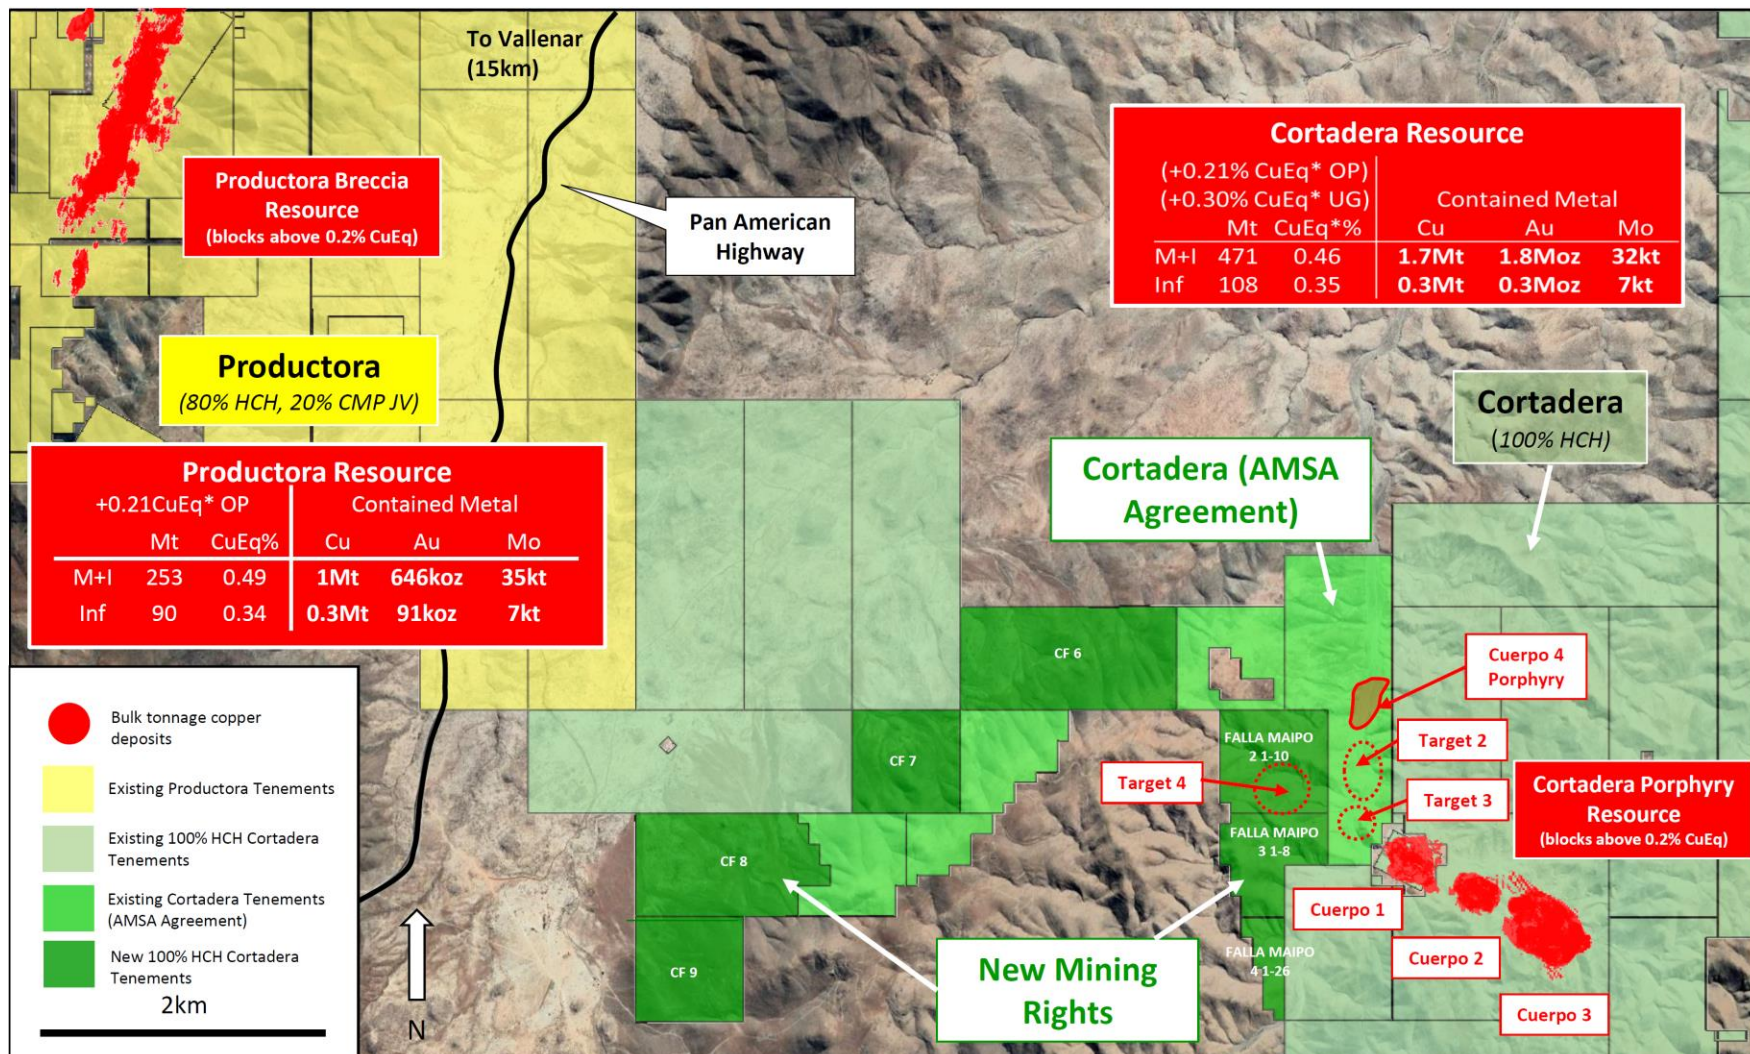 To Vallenar
(15km)
Productora Breccia
Resource
(blocks above 0.2% CuEq)
Pan American
Highway
Cortadera Resource
(+0.21% CuEq* OP)
(+0.30% CuEq* UG) Contained Metal
Mt CuEq*% Cu Au Mo
M+I 471 0.46 1.7Mt 1.8Moz 32kt
Inf 108 0.35 0.3Mt 0.3Moz 7kt
Productora
(80% HCH, 20% CMP JV)
Cortadera
(100% HCH)
Productora Resource
+0.21CuEq* OP Contained Metal
Mt CuEq% Cu Au Mo
M+I 253 0.49 1Mt 646koz 35kt
Inf 90 0.34 0.3Mt 91koz 7kt
Cortadera (AMSA
Agreement)
CF 6
Cuerpo 4
Porphyry
FALLA MAIPO
2 1-10
CF 7
Target 2
Target 4
Target 3
Cortadera Porphyry
Resource
(blocks above 0.2% CuEq)
FALLA MAIPO
3 1-8
CF 8
Cuerpo 1
Cuerpo 2
FALLA MAIPO
4 1-26
CF 9
New Mining
Rights
Cuerpo 3
Bulk tonnage copper
deposits
Existing Productora Tenements
Existing 100% HCH Cortadera
Tenements
Existing Cortadera Tenements
(AMSA Agreement)
New 100% HCH Cortadera
Tenements
2km
N